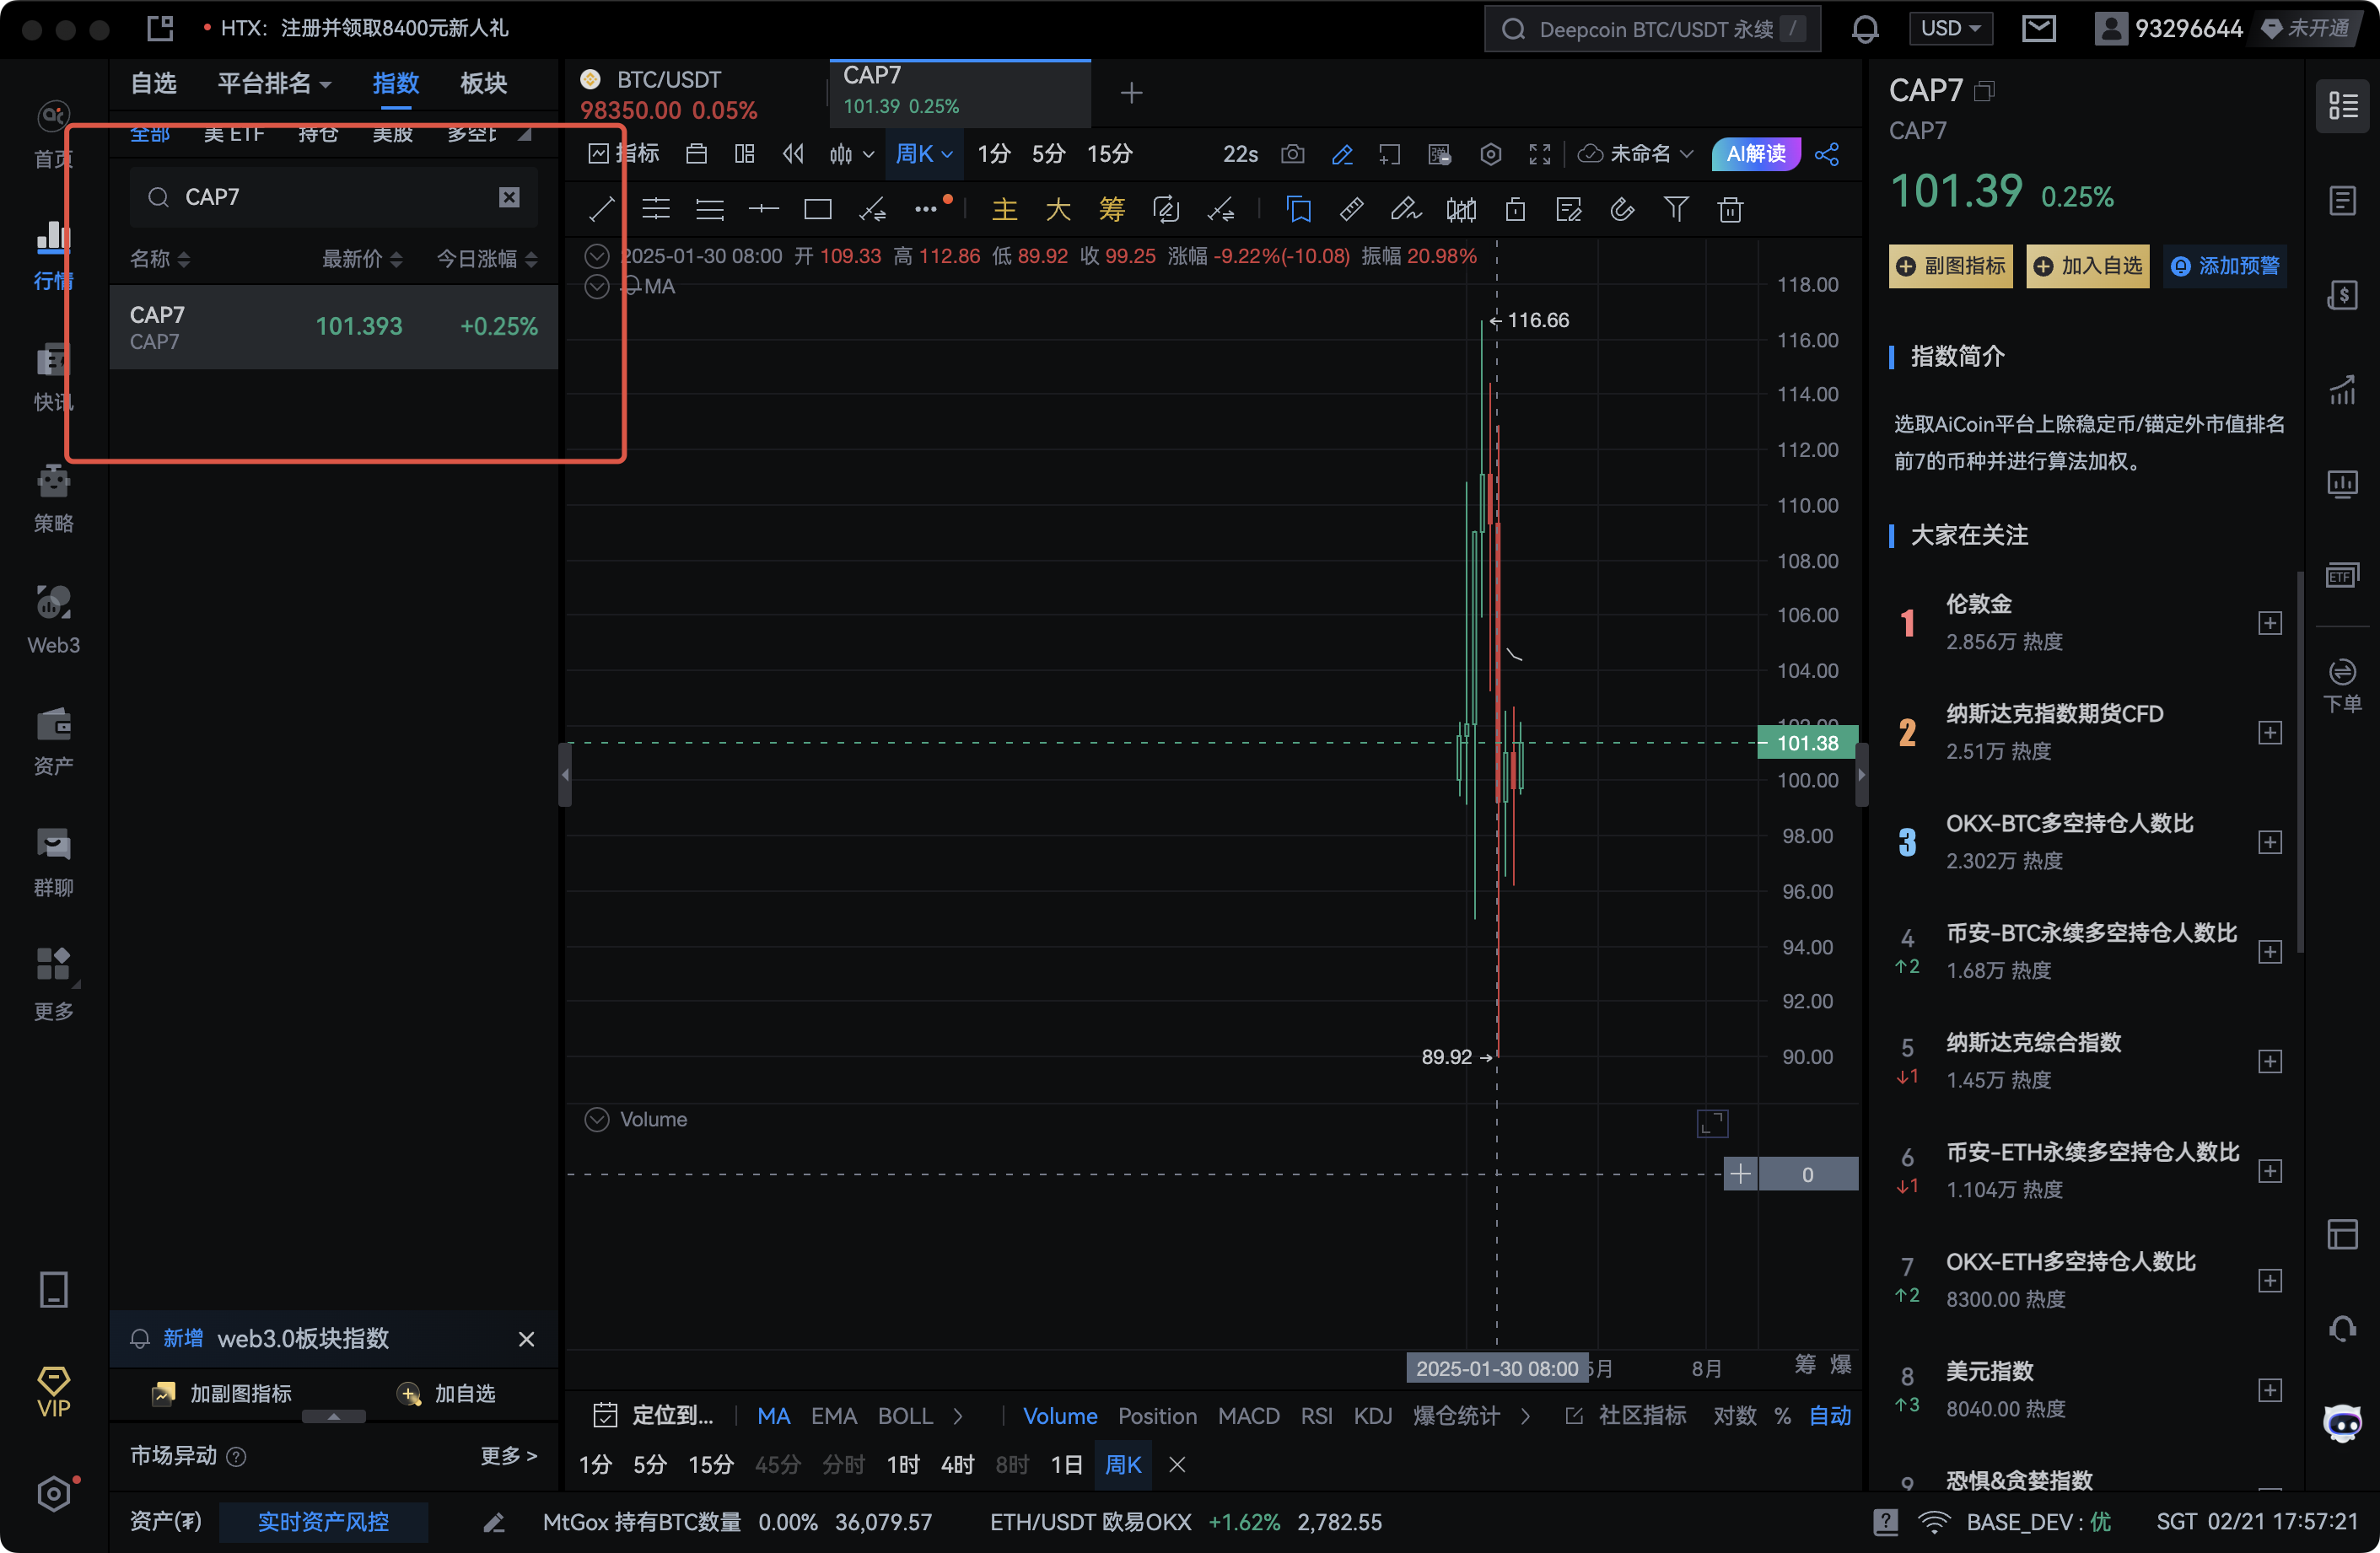 HTX：注册并领取8400元新人礼
Deepcoin BTC/USDT 永续 /
USD
93296644
未开通
首页
行情
快讯
策略
Web3
资产
群聊
更多
VIP
自选 平台排名 指数 板块
全部 美 ETF 持仓 美股
CAP7
名称 最新价 今日涨幅
CAP7 101.393 +0.25%
CAP7
新增 web3.0板块指数
加副图指标 加自选
市场异动 更多 >
BTC/USDT
98350.00 0.05%
CAP7
101.39 0.25%
指标 周K 1分 5分 15分 22s 未命名 AI解读
主 大 筹
2025-01-30 08:00 开 109.33 高 112.86 低 89.92 收 99.25 涨幅 -9.22%(-10.08) 振幅 20.98%
MA
116.66
89.92
118.00
116.00
114.00
112.00
110.00
108.00
106.00
104.00
102.00
101.38
100.00
98.00
96.00
94.00
92.00
90.00
Volume
0
2025-01-30 08:00 月 8月 筹 爆
定位到... MA EMA BOLL Volume Position MACD RSI KDJ 爆仓统计 社区指标 对数 % 自动
1分 5分 15分 45分 分时 1时 4时 8时 1日 周K
CAP7
CAP7
101.39 0.25%
副图指标 加入自选 添加预警
指数简介
选取AiCoin平台上除稳定币/锚定外市值排名
前7的币种并进行算法加权。
大家在关注
1 伦敦金
2.856万 热度
2 纳斯达克指数期货CFD
2.51万 热度
3 OKX-BTC多空持仓人数比
2.302万 热度
4 币安-BTC永续多空持仓人数比
↑2 1.68万 热度
5 纳斯达克综合指数
↓1 1.45万 热度
6 币安-ETH永续多空持仓人数比
↓1 1.104万 热度
7 OKX-ETH多空持仓人数比
↑2 8300.00 热度
8 美元指数
↑3 8040.00 热度
9 恐惧&贪婪指数
ETF
下单
资产(₮) 实时资产风控 MtGox 持有BTC数量 0.00% 36,079.57 ETH/USDT 欧易OKX +1.62% 2,782.55 BASE_DEV : 优 SGT 02/21 17:57:21